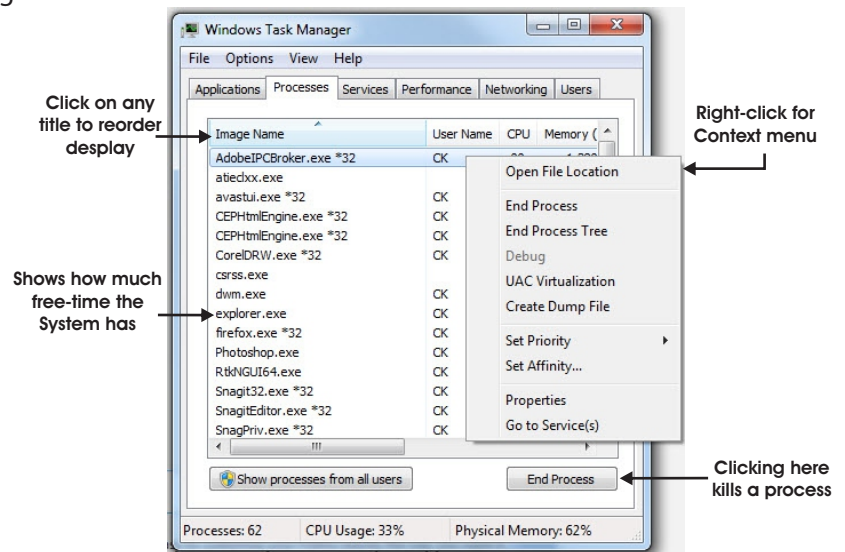 Windows Task Manager
File Options View Help
Applications Processes Services Performance Networking Users
Click on any
title to reorder
desplay
Image Name User Name CPU Memory (
AdobeIPCBroker.exe *32 CK
atiedxx.exe
avastui.exe *32 CK
CEPHtmlEngine.exe *32 CK
CEPHtmlEngine.exe *32 CK
CorelDRW.exe *32 CK
csrss.exe
dwm.exe CK
explorer.exe CK
firefox.exe *32 CK
Photoshop.exe CK
RtkNGUI64.exe CK
Snagit32.exe *32 CK
SnagitEditor.exe *32 CK
SnagPriv.exe *32 CK
Right-click for
Context menu
Open File Location
End Process
End Process Tree
Debug
UAC Virtualization
Create Dump File
Set Priority
Set Affinity...
Properties
Go to Service(s)
Shows how much
free-time the
System has
Show processes from all users End Process
Clicking here
kills a process
Processes: 62 CPU Usage: 33% Physical Memory: 62%